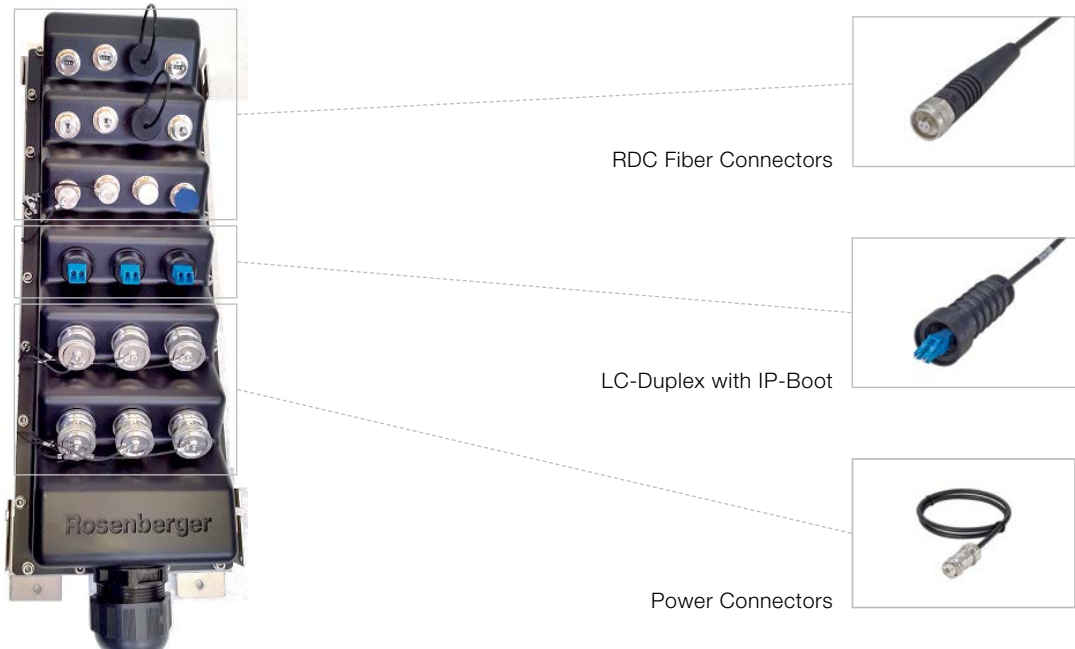 RDC Fiber Connectors
LC-Duplex with IP-Boot
Rosenberger
Power Connectors